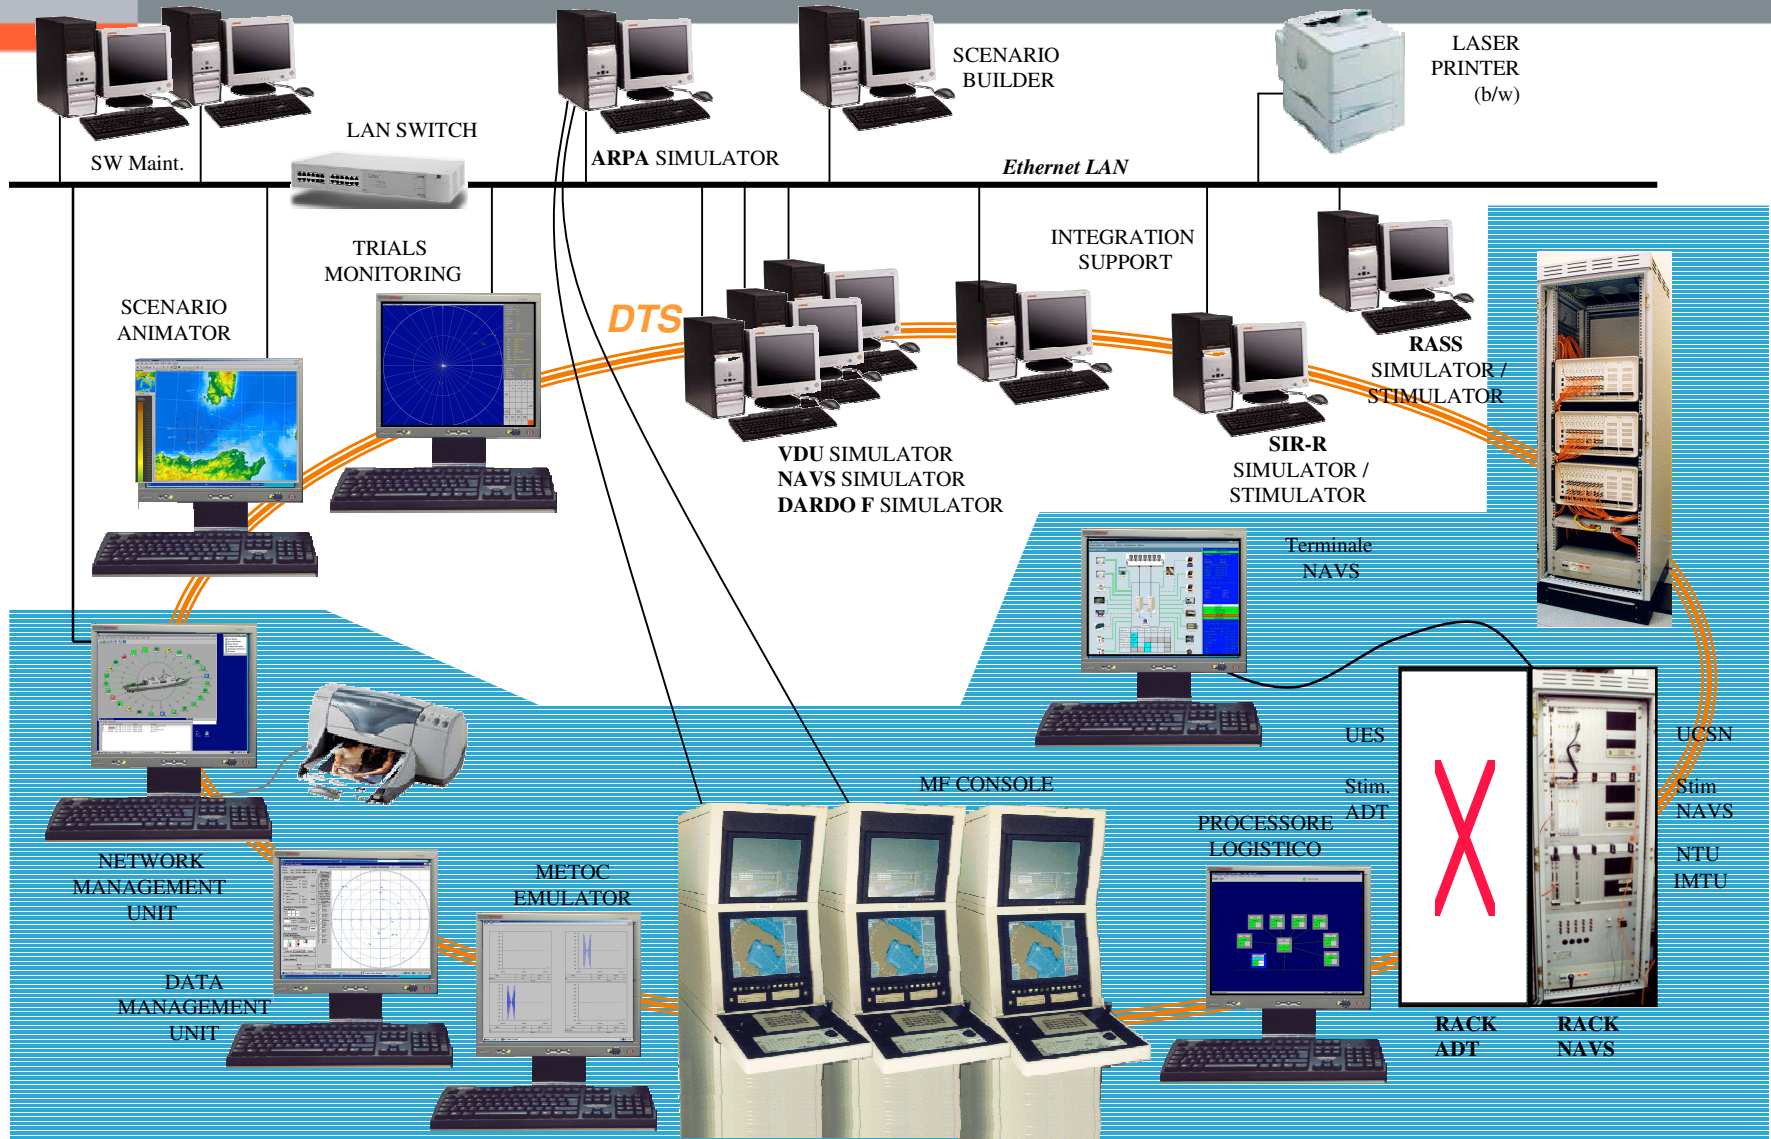 SCENARIO
BUILDER
LASER
PRINTER
(b/w)
LAN SWITCH
SW Maint.
ARPA SIMULATOR
Ethernet LAN
TRIALS
MONITORING
INTEGRATION
SUPPORT
SCENARIO
ANIMATOR
DTS
RASS
SIMULATOR /
STIMULATOR
VDU SIMULATOR
NAVS SIMULATOR
DARDO F SIMULATOR
SIR-R
SIMULATOR /
STIMULATOR
Terminale
NAVS
UES
UCSN
Stim.
ADT
Stim
NAVS
MF CONSOLE
PROCESSORE
LOGISTICO
NETWORK
MANAGEMENT
UNIT
METOC
EMULATOR
NTU
IMTU
DATA
MANAGEMENT
UNIT
RACK
ADT
RACK
NAVS